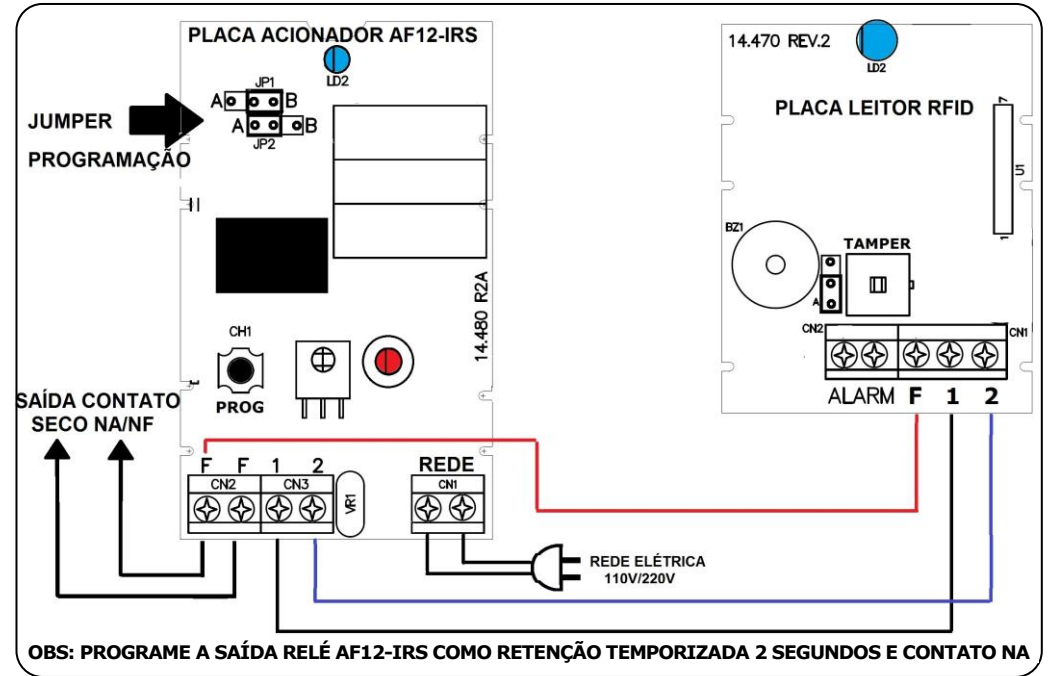 PLACA ACIONADOR AF12-IRS
LD2
JP1
A B
A B
JP2
JUMPER
PROGRAMAÇÃO
14.480 R2A
CH1
PROG
SAÍDA CONTATO
SECO NA/NF
F F 1 2
CN2 CN3
VR1
REDE
CN1
REDE ELÉTRICA
110V/220V
14.470 REV.2
LD2
PLACA LEITOR RFID
7
U1
1
BZ1
TAMPER
A
CN2
CN1
ALARM F 1 2
OBS: PROGRAME A SAÍDA RELÉ AF12-IRS COMO RETENÇÃO TEMPORIZADA 2 SEGUNDOS E CONTATO NA